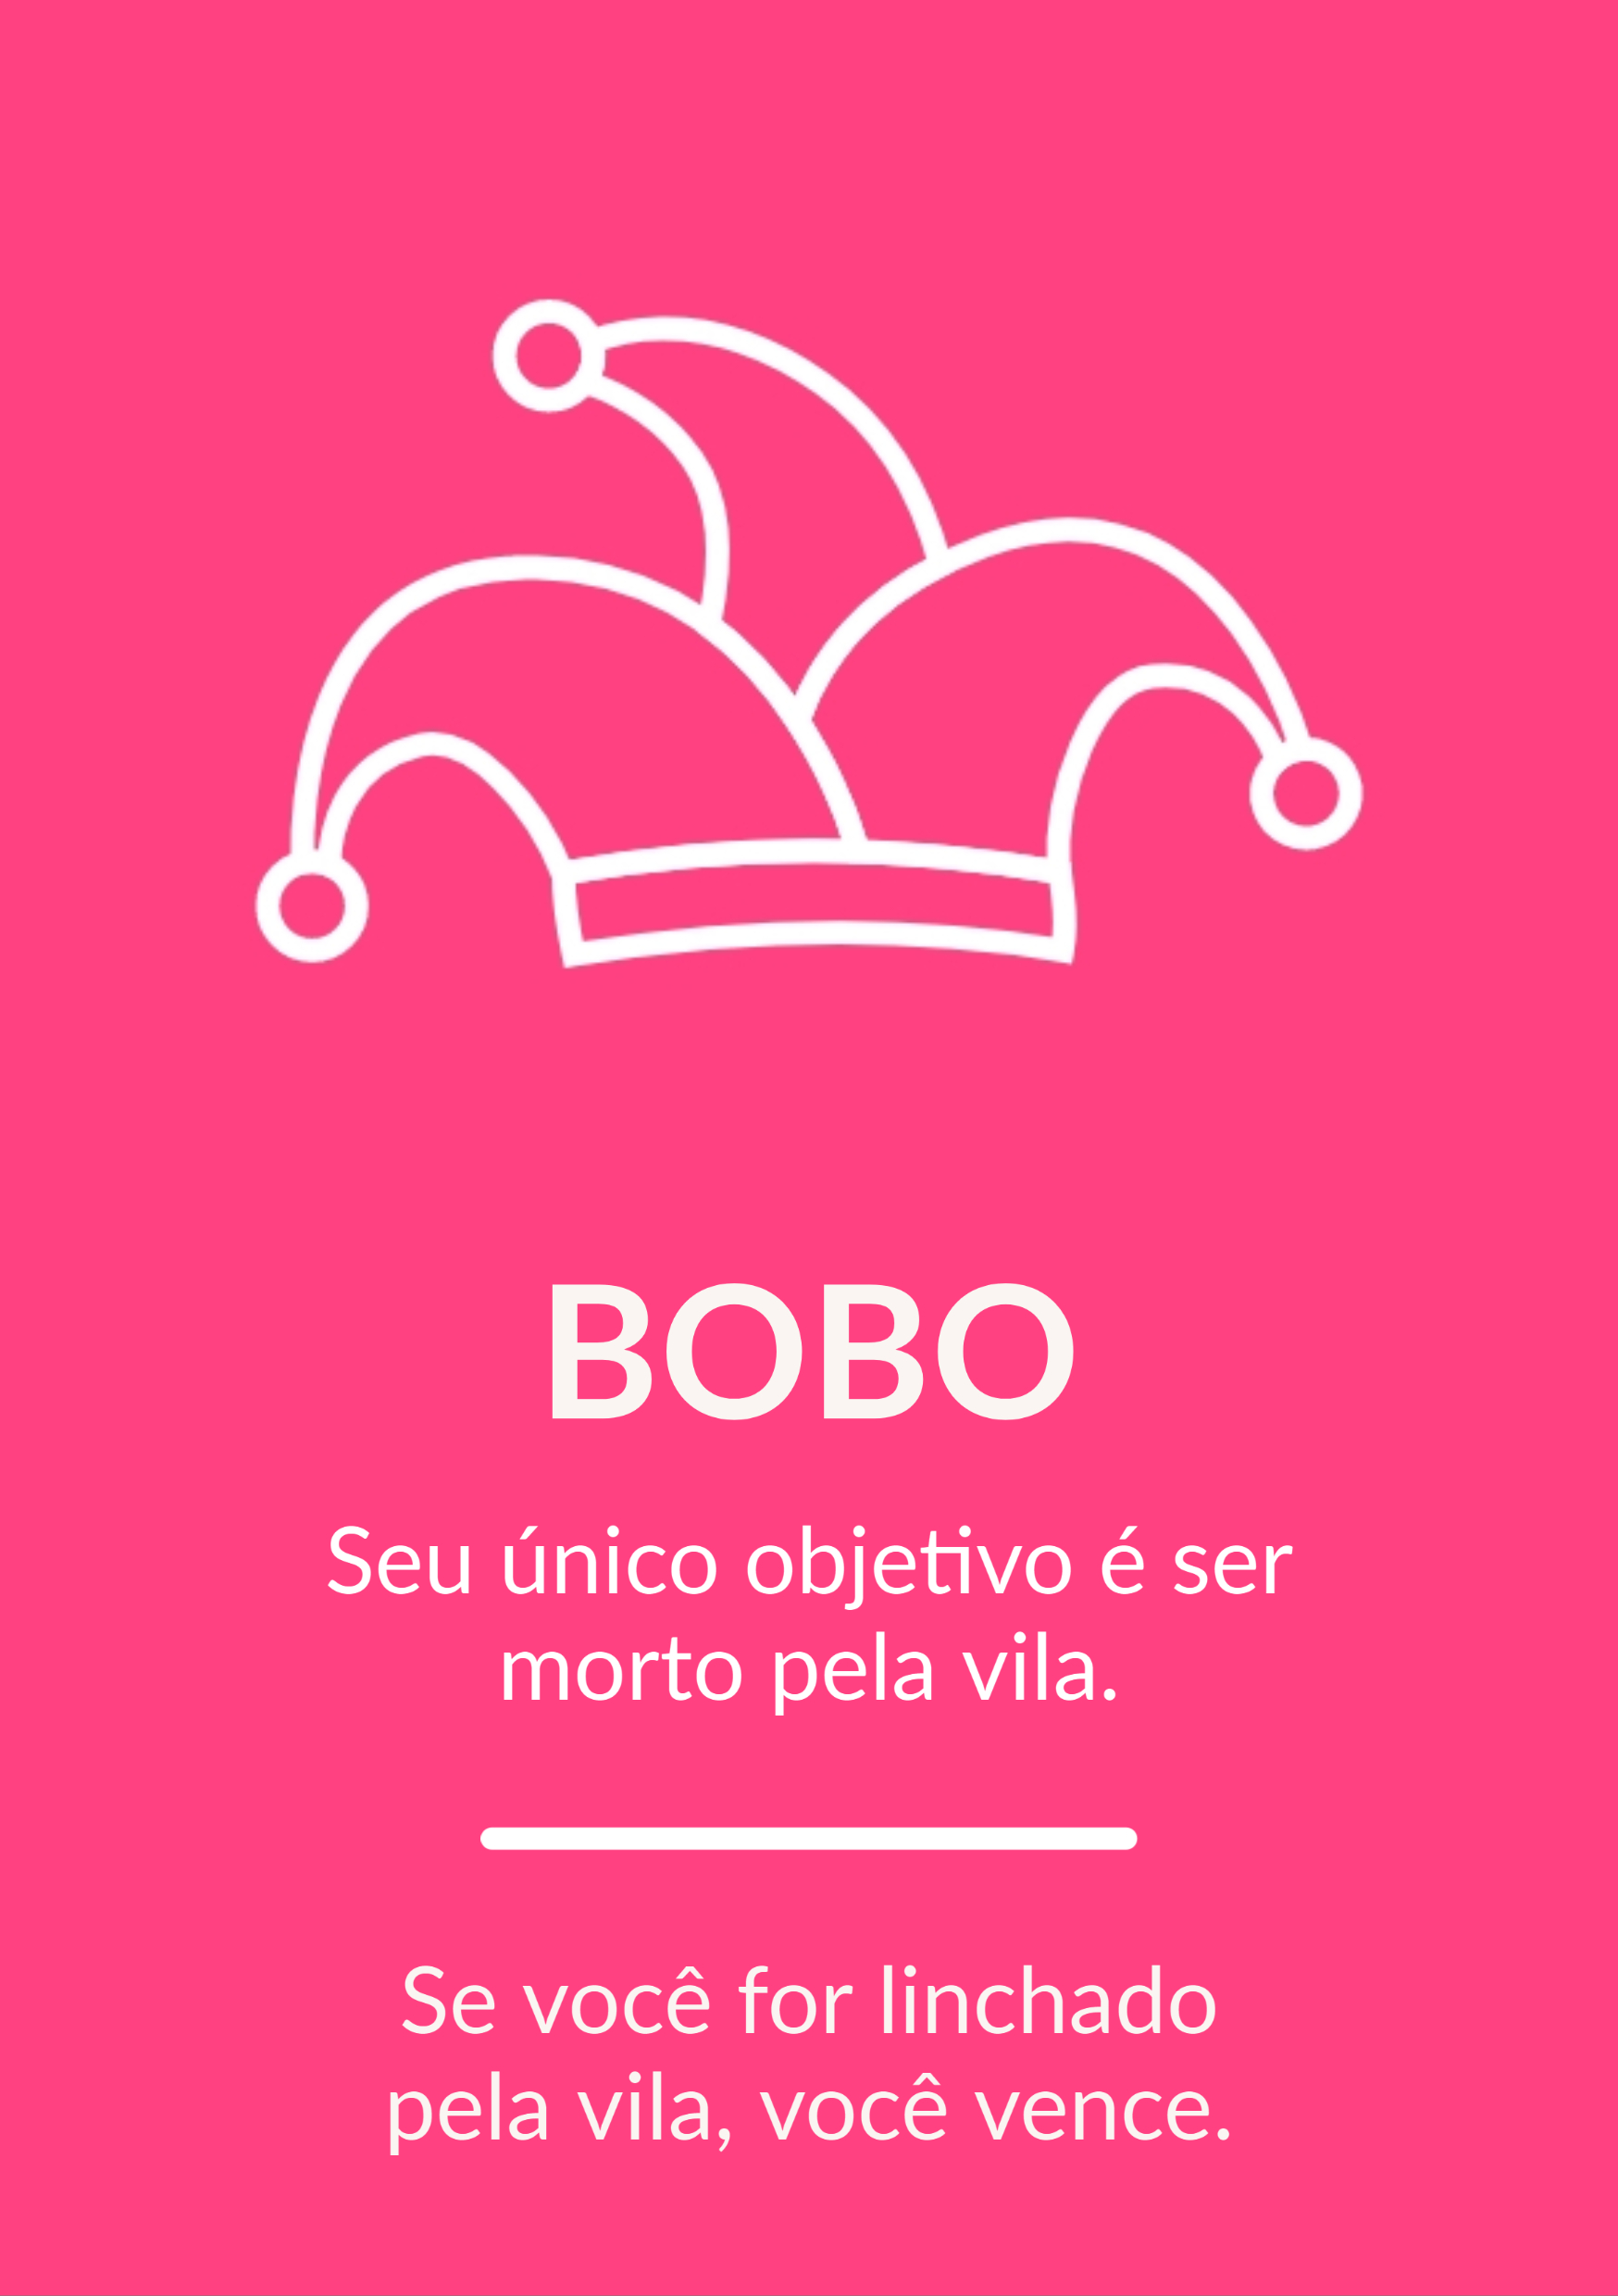 BOBO
Seu único objetivo é ser
morto pela vila.
Se você for linchado
pela vila, você vence.